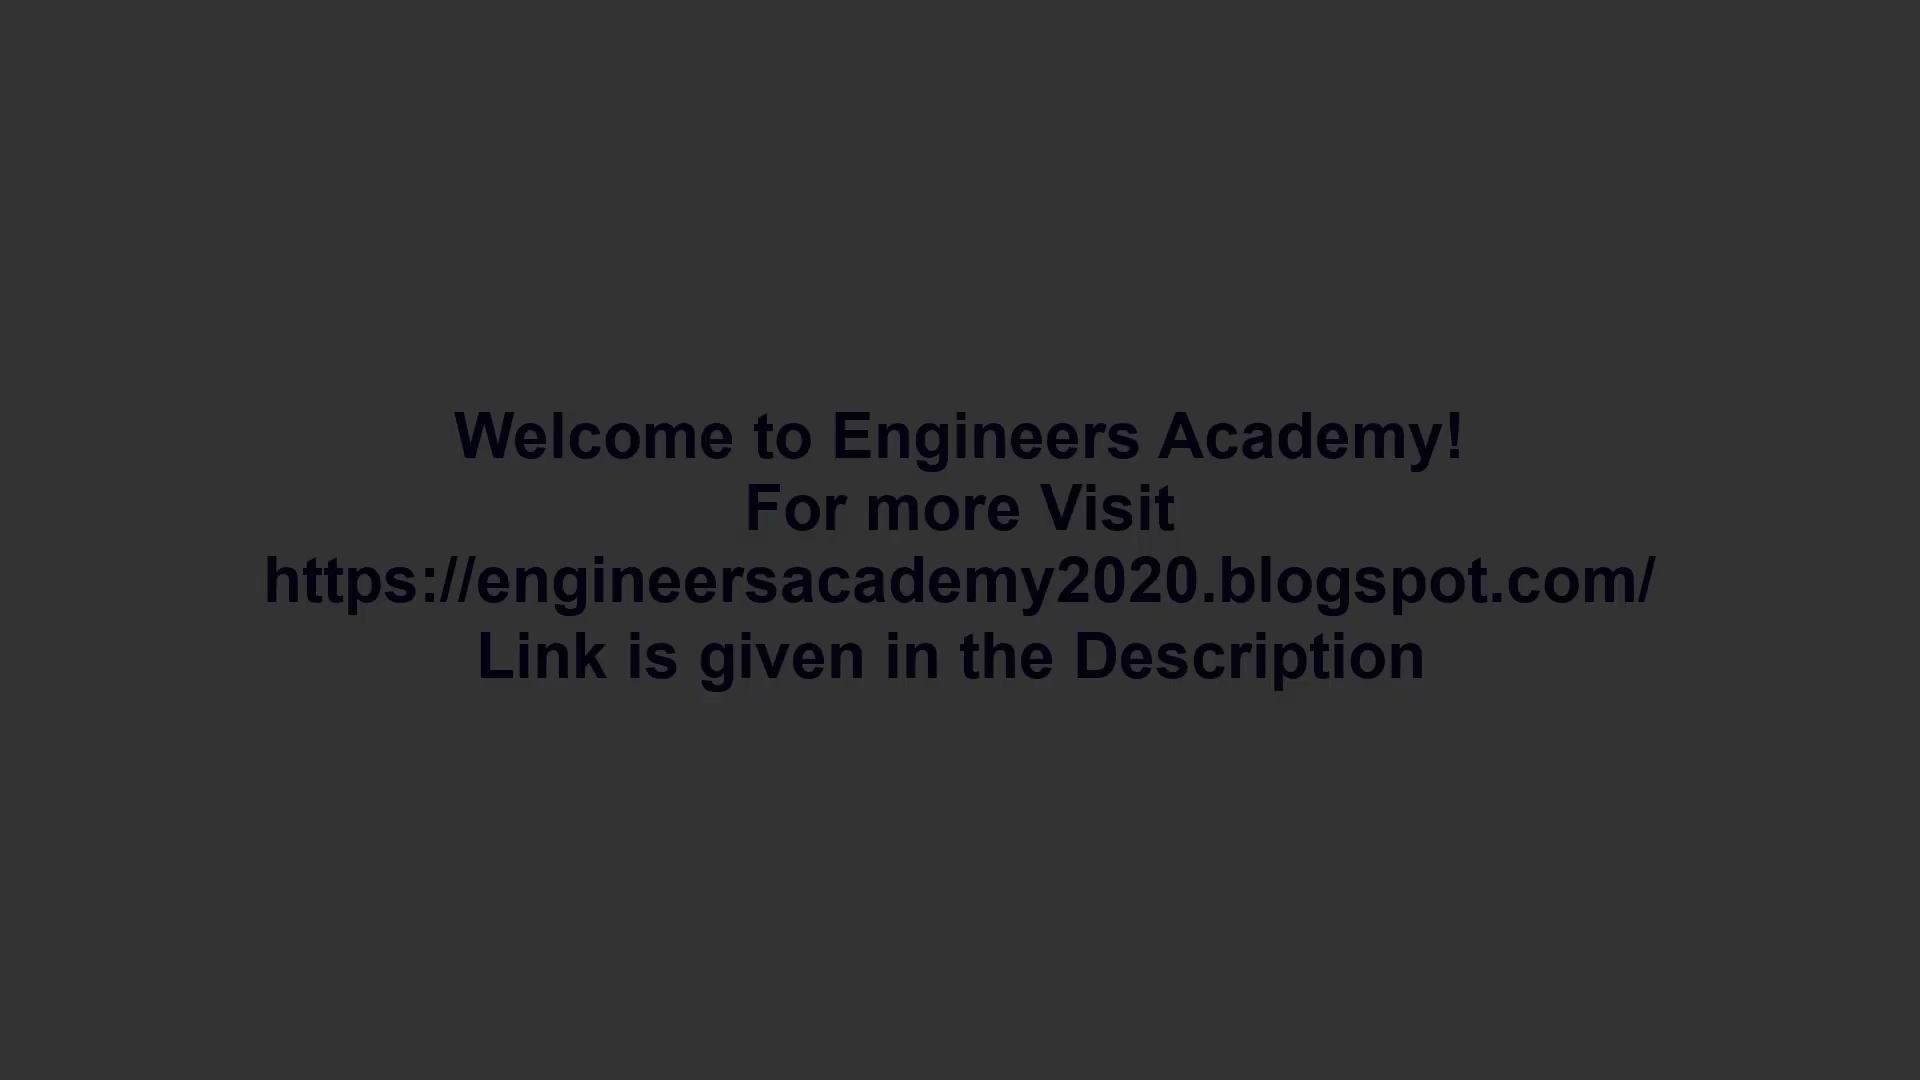 Welcome to Engineers Academy!
For more Visit
https://engineersacademy2020.blogspot.com/
Link is given in the Description